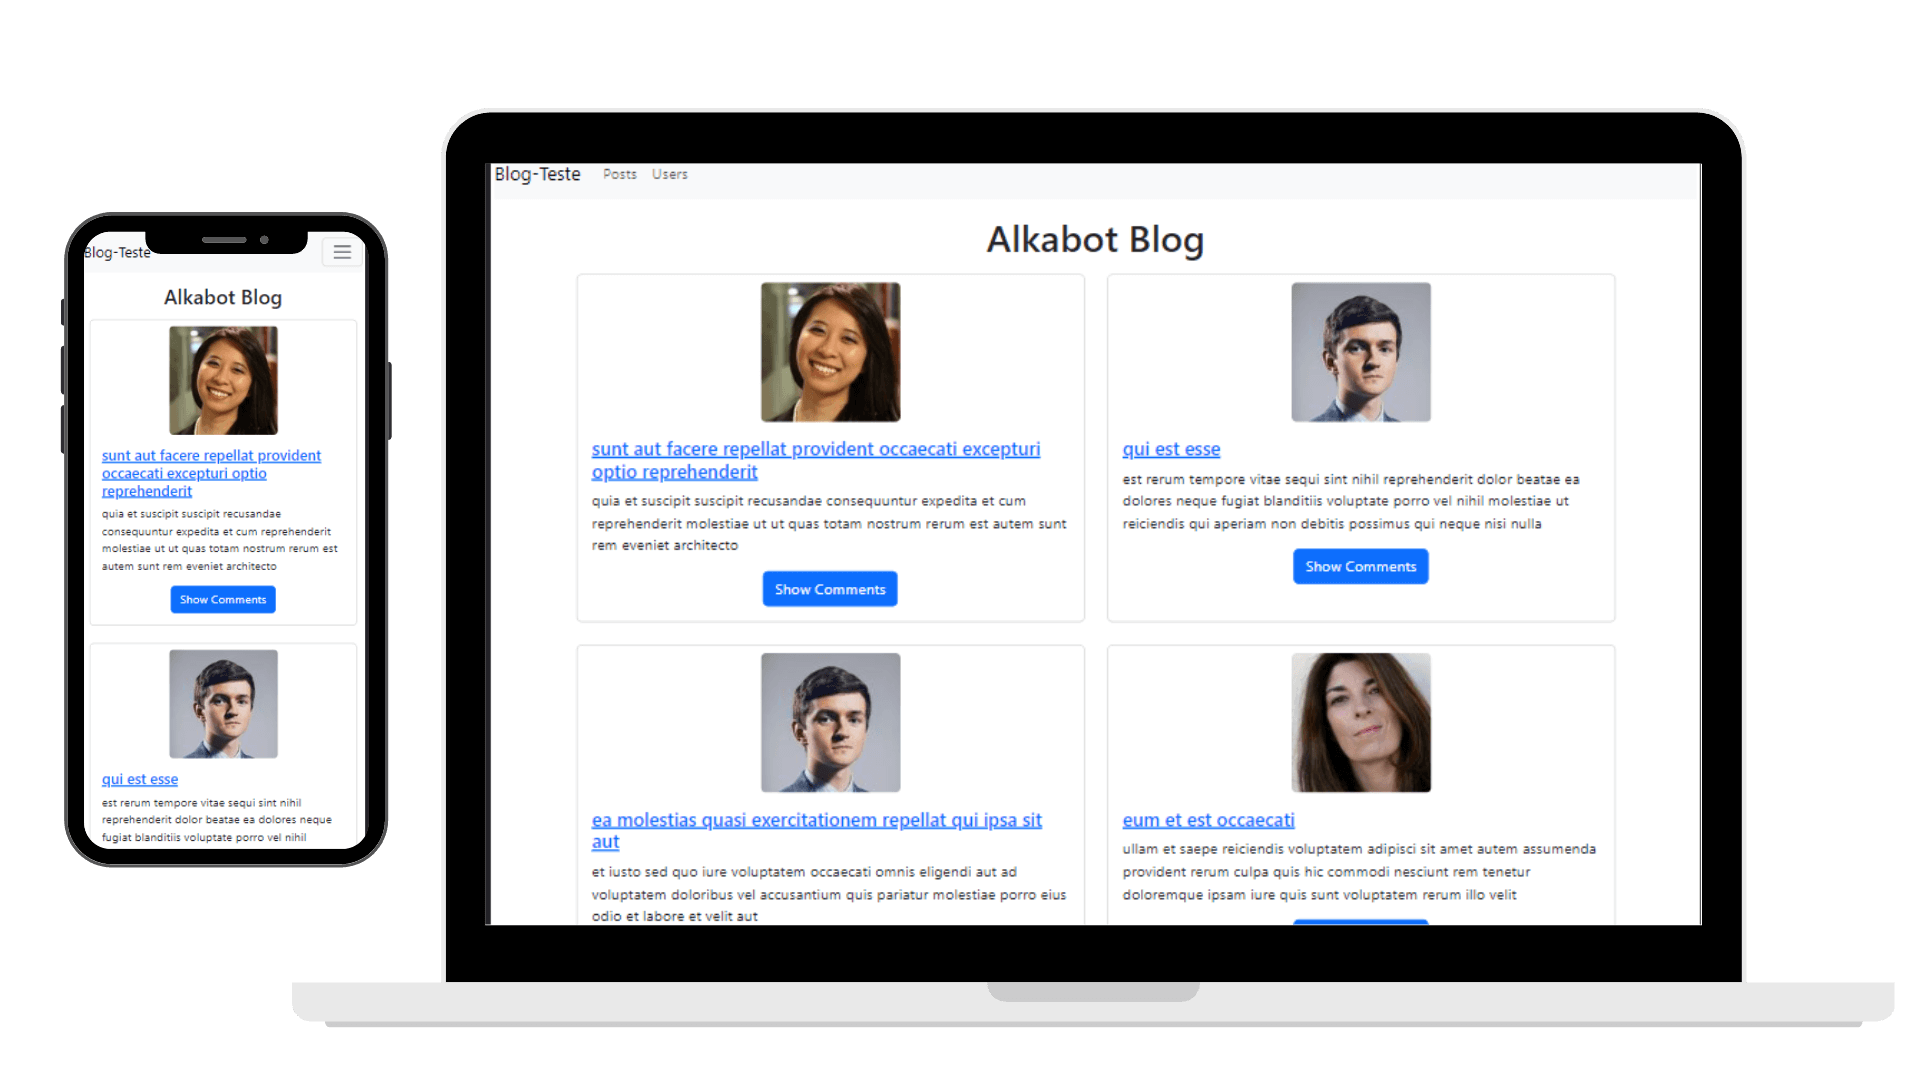 Blog-Teste
Alkabot Blog
sunt aut facere repellat provident
occaecati excepturi optio
reprehenderit
quia et suscipit suscipit recusandae
consequuntur expedita et cum reprehenderit
molestiae ut ut quas totam nostrum rerum est
autem sunt rem eveniet architecto
Show Comments
qui est esse
est rerum tempore vitae sequi sint nihil
reprehenderit dolor beatae ea dolores neque
fugiat blanditiis voluptate porro vel nihil
Blog-Teste Posts Users
Alkabot Blog
sunt aut facere repellat provident occaecati excepturi
optio reprehenderit
quia et suscipit suscipit recusandae consequuntur expedita et cum
reprehenderit molestiae ut ut quas totam nostrum rerum est autem sunt
rem eveniet architecto
Show Comments
qui est esse
est rerum tempore vitae sequi sint nihil reprehenderit dolor beatae ea
dolores neque fugiat blanditiis voluptate porro vel nihil molestiae ut
reiciendis qui aperiam non debitis possimus qui neque nisi nulla
Show Comments
ea molestias quasi exercitationem repellat qui ipsa sit
aut
et iusto sed quo iure voluptatem occaecati omnis eligendi aut ad
voluptatem doloribus vel accusantium quis pariatur molestiae porro eius
odio et labore et velit aut
eum et est occaecati
ullam et saepe reiciendis voluptatem adipisci sit amet autem assumenda
provident rerum culpa quis hic commodi nesciunt rem tenetur
doloremque ipsam iure quis sunt voluptatem rerum illo velit